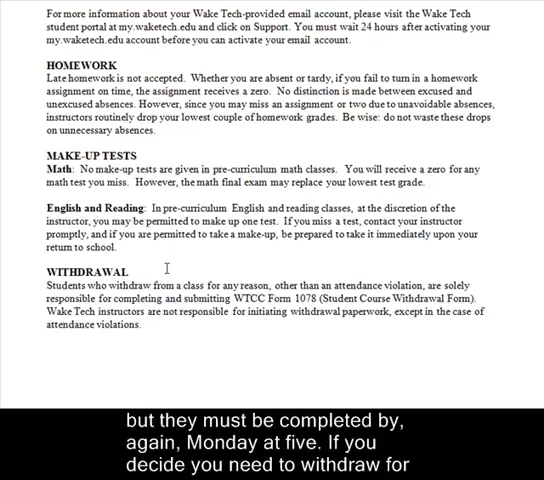 For more information about your Wake Tech-provided email account, please visit the Wake Tech
student portal at my.waketech.edu and click on Support. You must wait 24 hours after activating your
my.waketech.edu account before you can activate your email account.
HOMEWORK
Late homework is not accepted. Whether you are absent or tardy, if you fail to turn in a homework
assignment on time, the assignment receives a zero. No distinction is made between excused and
unexcused absences. However, since you may miss an assignment or two due to unavoidable absences,
instructors routinely drop your lowest couple of homework grades. Be wise: do not waste these drops
on unnecessary absences.
MAKE-UP TESTS
Math: No make-up tests are given in pre-curriculum math classes. You will receive a zero for any
math test you miss. However, the math final exam may replace your lowest test grade.
English and Reading: In pre-curriculum English and reading classes, at the discretion of the
instructor, you may be permitted to make up one test. If you miss a test, contact your instructor
promptly, and if you are permitted to take a make-up, be prepared to take it immediately upon your
return to school.
WITHDRAWAL
Students who withdraw from a class for any reason, other than an attendance violation, are solely
responsible for completing and submitting WTCC Form 1078 (Student Course Withdrawal Form).
Wake Tech instructors are not responsible for initiating withdrawal paperwork, except in the case of
attendance violations.
but they must be completed by,
again, Monday at five. If you
decide you need to withdraw for